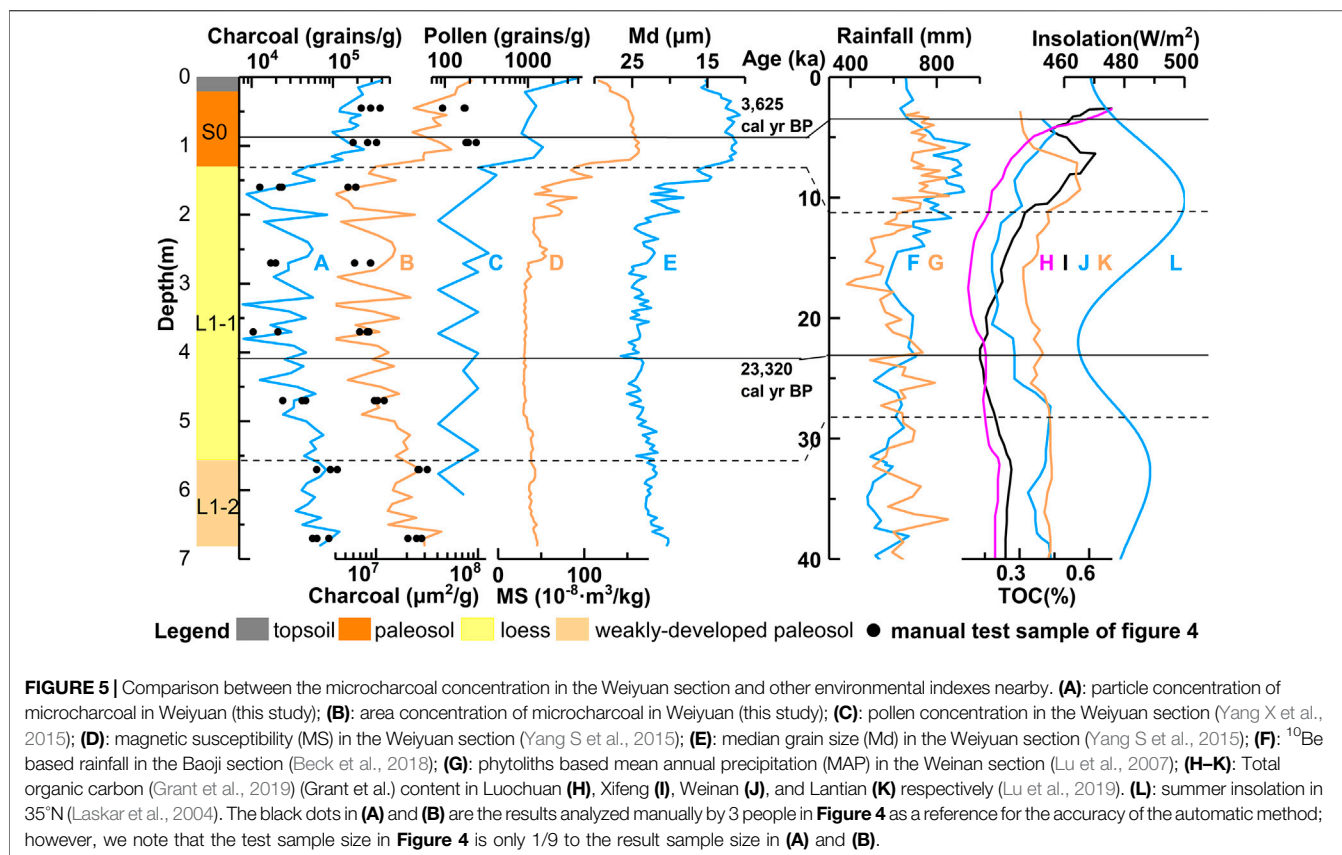 Charcoal (grains/g) Pollen (grains/g) Md (μm) Rainfall (mm) Insolation(W/m²)
10⁴ 10⁵ 100 1000 25 15 Age (ka) 400 800 460 480 500
0 0
S0 3,625
cal yr BP
1
10
2
A B C D E F G H I J K L
3
Depth(m)
L1-1 20
4
23,320
cal yr BP
5
30
6
L1-2
7 40
10⁷ 10⁸ 0 100 0.3 0.6
Charcoal (μm²/g) MS (10⁻⁸·m³/kg) TOC(%)
Legend topsoil paleosol loess weakly-developed paleosol manual test sample of figure 4
FIGURE 5 | Comparison between the microcharcoal concentration in the Weiyuan section and other environmental indexes nearby. (A): particle concentration of
microcharcoal in Weiyuan (this study); (B): area concentration of microcharcoal in Weiyuan (this study); (C): pollen concentration in the Weiyuan section (Yang X et al.,
2015); (D): magnetic susceptibility (MS) in the Weiyuan section (Yang S et al., 2015); (E): median grain size (Md) in the Weiyuan section (Yang S et al., 2015); (F): ¹⁰Be
based rainfall in the Baoji section (Beck et al., 2018); (G): phytoliths based mean annual precipitation (MAP) in the Weinan section (Lu et al., 2007); (H–K): Total
organic carbon (Grant et al., 2019) (Grant et al.) content in Luochuan (H), Xifeng (I), Weinan (J), and Lantian (K) respectively (Lu et al., 2019). (L): summer insolation in
35°N (Laskar et al., 2004). The black dots in (A) and (B) are the results analyzed manually by 3 people in Figure 4 as a reference for the accuracy of the automatic method;
however, we note that the test sample size in Figure 4 is only 1/9 to the result sample size in (A) and (B).